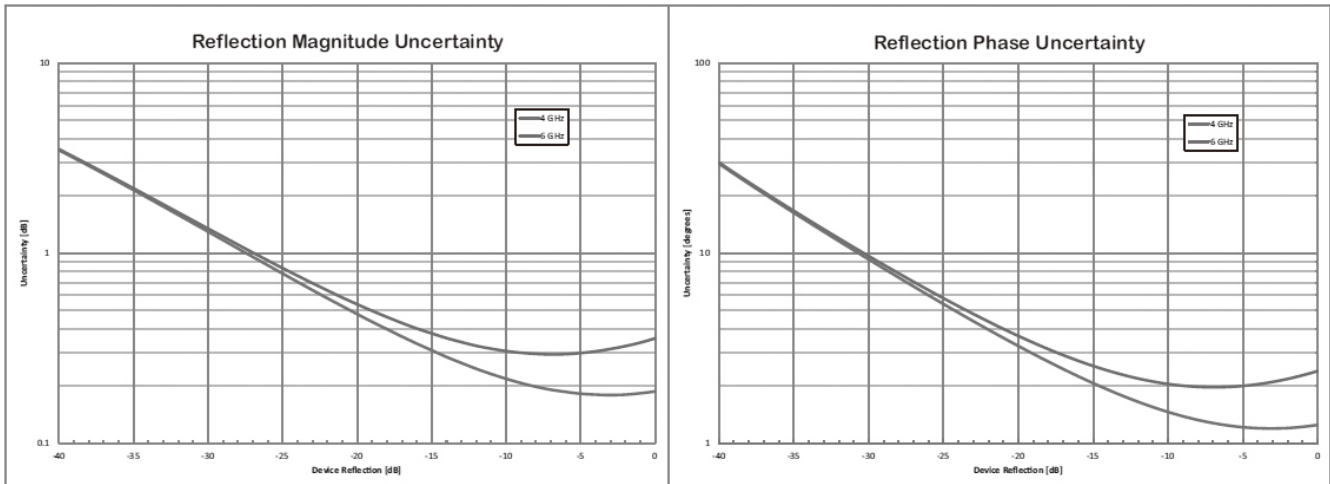 Reflection Magnitude Uncertainty
10
1
0.1
Uncertainty [dB]
4 GHz
6 GHz
-40 -35 -30 -25 -20 -15 -10 -5 0
Device Reflection [dB]
Reflection Phase Uncertainty
100
10
1
Uncertainty [degrees]
4 GHz
6 GHz
-40 -35 -30 -25 -20 -15 -10 -5 0
Device Reflection [dB]